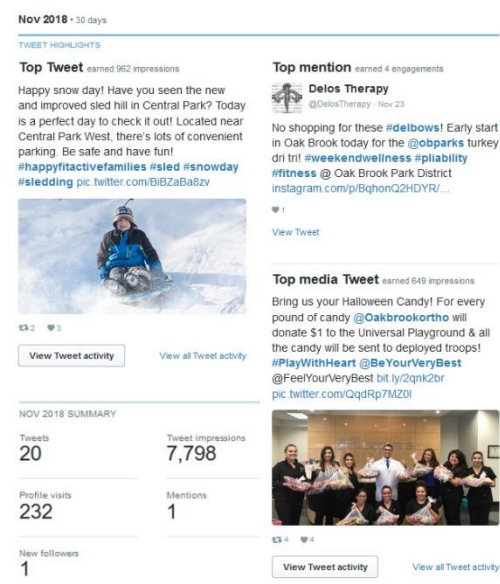 Nov 2018 • 30 days
TWEET HIGHLIGHTS
Top Tweet earned 962 impressions
Happy snow day! Have you seen the new
and improved sled hill in Central Park? Today
is a perfect day to check it out! Located near
Central Park West, there's lots of convenient
parking. Be safe and have fun!
#happyfitactivefamilies #sled #snowday
#sledding pic.twitter.com/BiBZaBa8zv
2 3
View Tweet activity
View all Tweet activity
NOV 2018 SUMMARY
Tweets
20
Tweet impressions
7,798
Profile visits
232
Mentions
1
New followers
1
Top mention earned 4 engagements
Delos Therapy
@DelosTherapy · Nov 23
No shopping for these #delbows! Early start
in Oak Brook today for the @obparks turkey
dri tri! #weekendwellness #pliability
#fitness @ Oak Brook Park District
instagram.com/p/BqhonQ2HDYR/…
1
View Tweet
Top media Tweet earned 649 impressions
Bring us your Halloween Candy! For every
pound of candy @Oakbrookortho will
donate $1 to the Universal Playground & all
the candy will be sent to deployed troops!
#PlayWithHeart @BeYourVeryBest
@FeelYourVeryBest bit.ly/2qnk2br
pic.twitter.com/QqdRp7MZ0l
4 4
View Tweet activity
View all Tweet activity